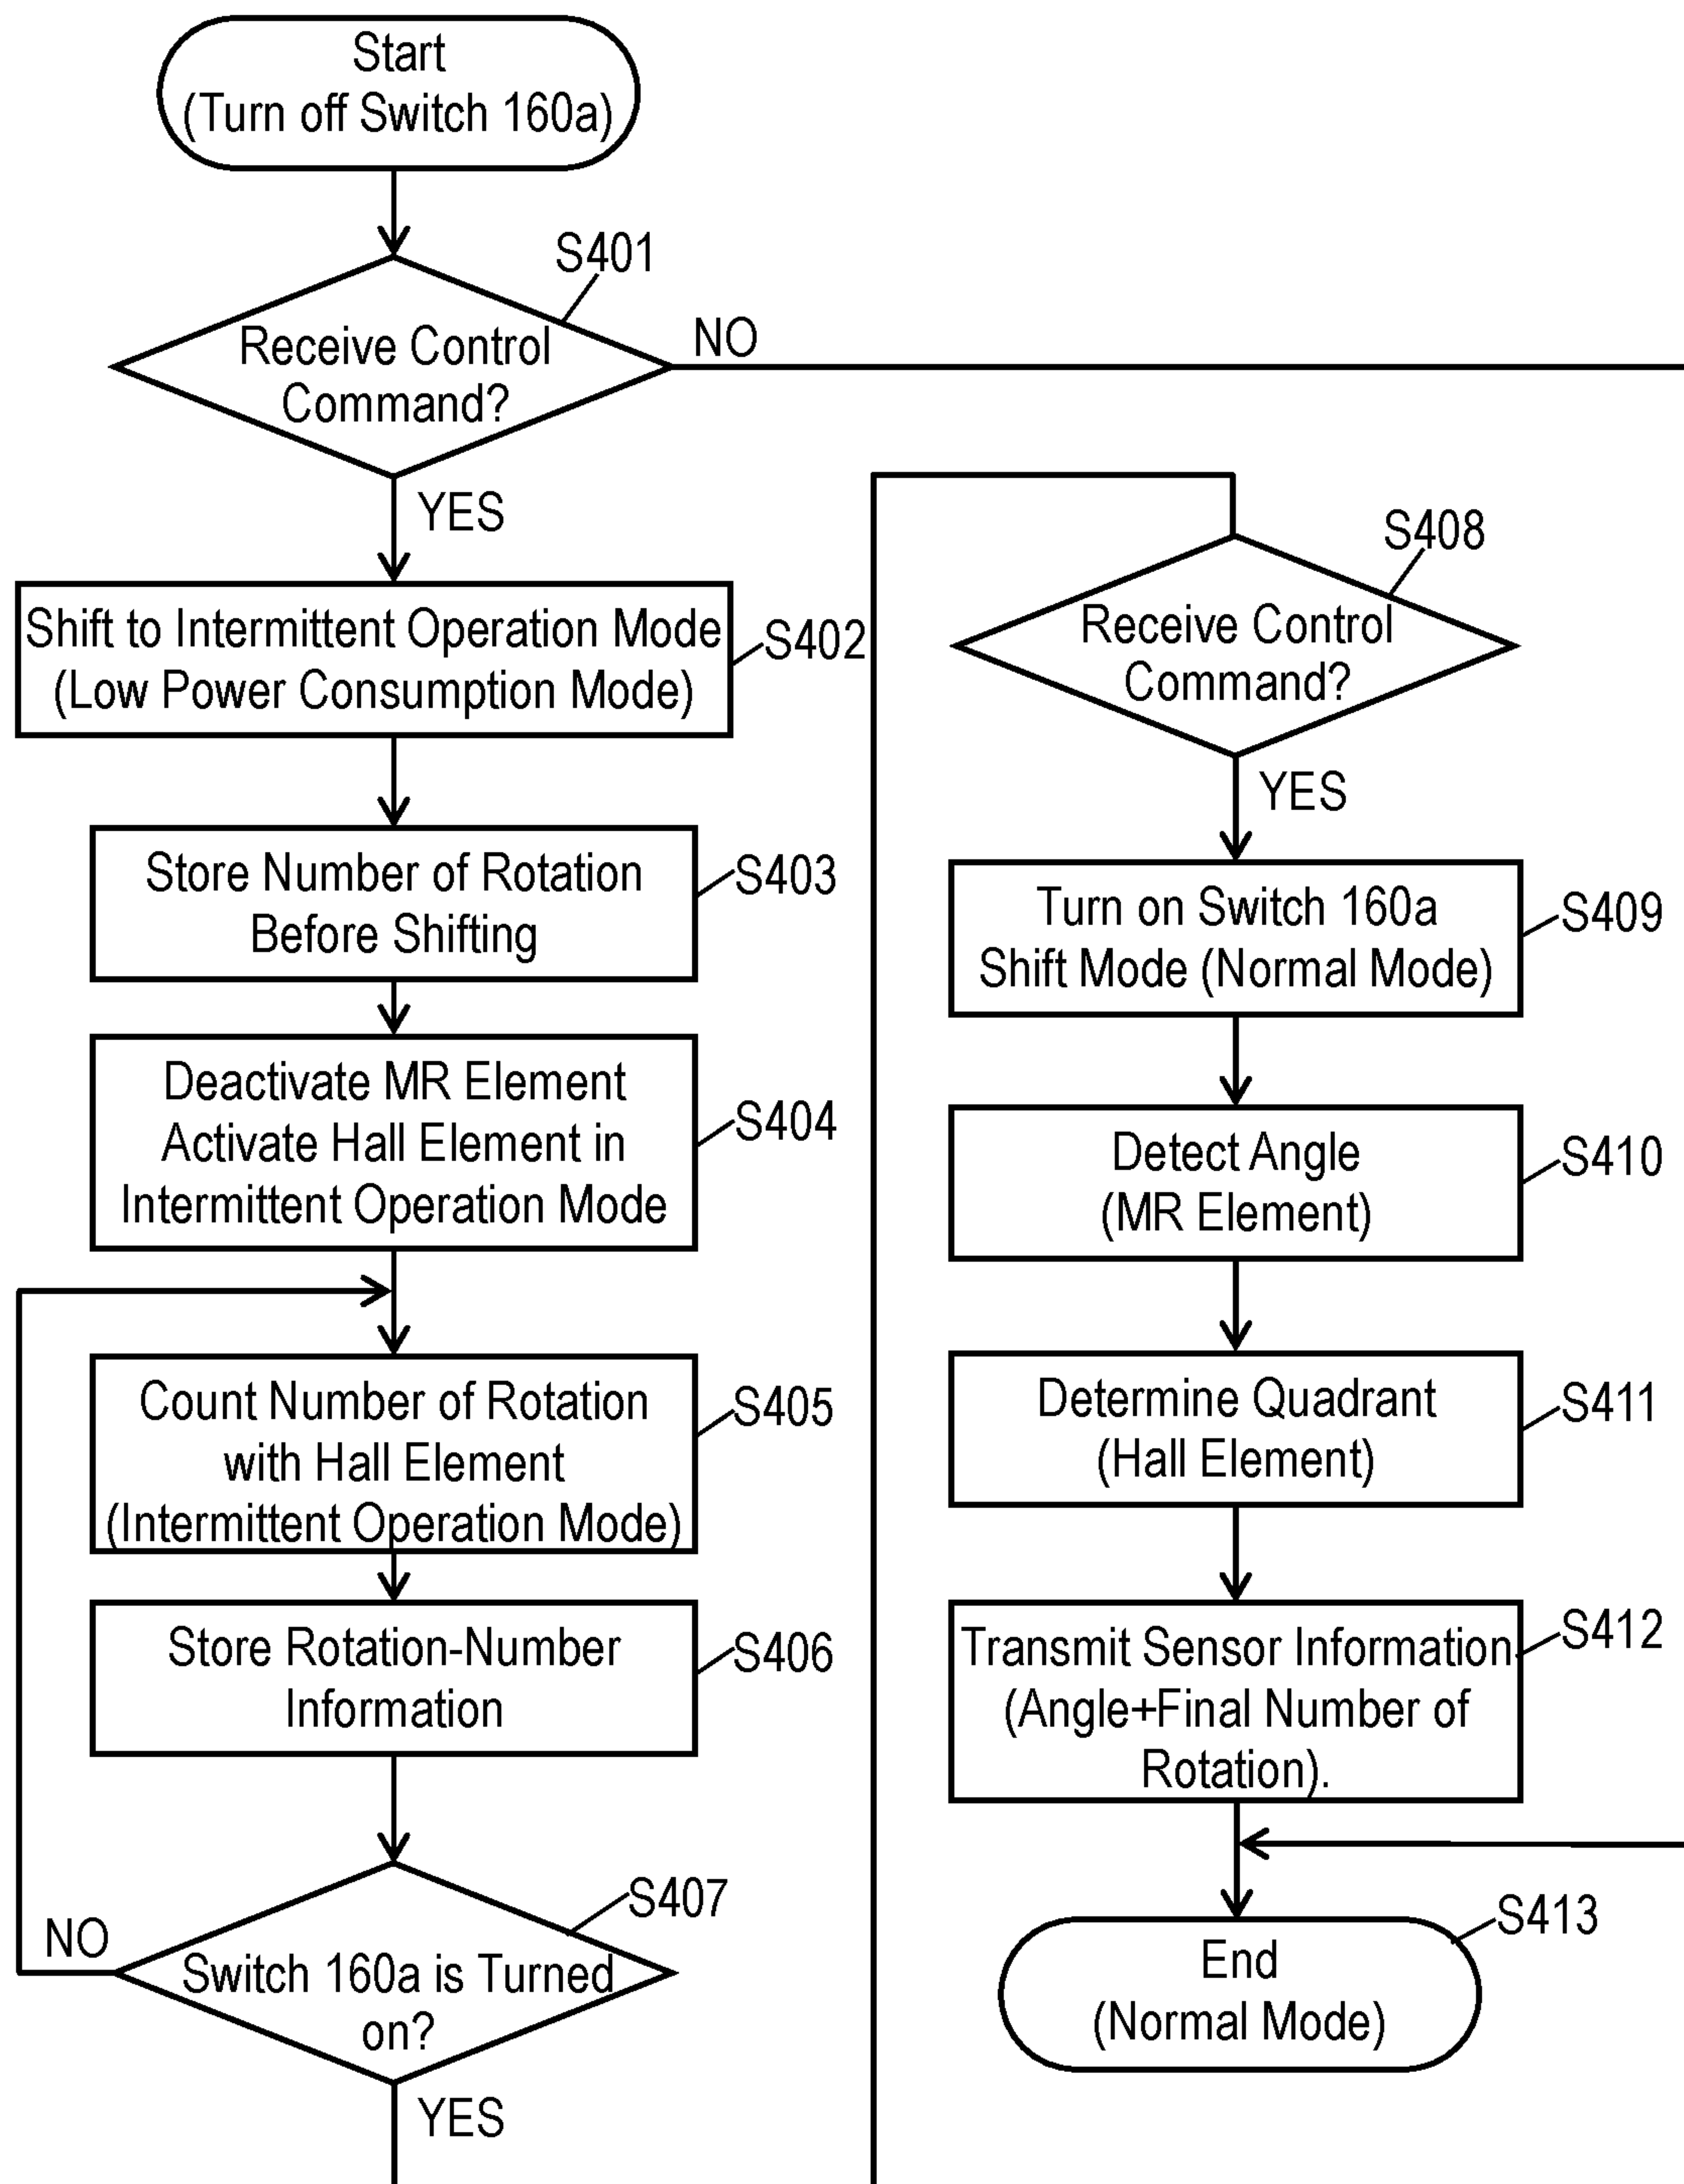 Start
(Turn off Switch 160a)
S401
Receive Control
Command?
NO
YES
Shift to Intermittent Operation Mode
(Low Power Consumption Mode)
S402
Store Number of Rotation
Before Shifting
S403
Deactivate MR Element
Activate Hall Element in
Intermittent Operation Mode
S404
Count Number of Rotation
with Hall Element
(Intermittent Operation Mode)
S405
Store Rotation-Number
Information
S406
S407
Switch 160a is Turned
on?
NO
YES
S408
Receive Control
Command?
YES
Turn on Switch 160a
Shift Mode (Normal Mode)
S409
Detect Angle
(MR Element)
S410
Determine Quadrant
(Hall Element)
S411
Transmit Sensor Information
(Angle+Final Number of
Rotation).
S412
S413
End
(Normal Mode)